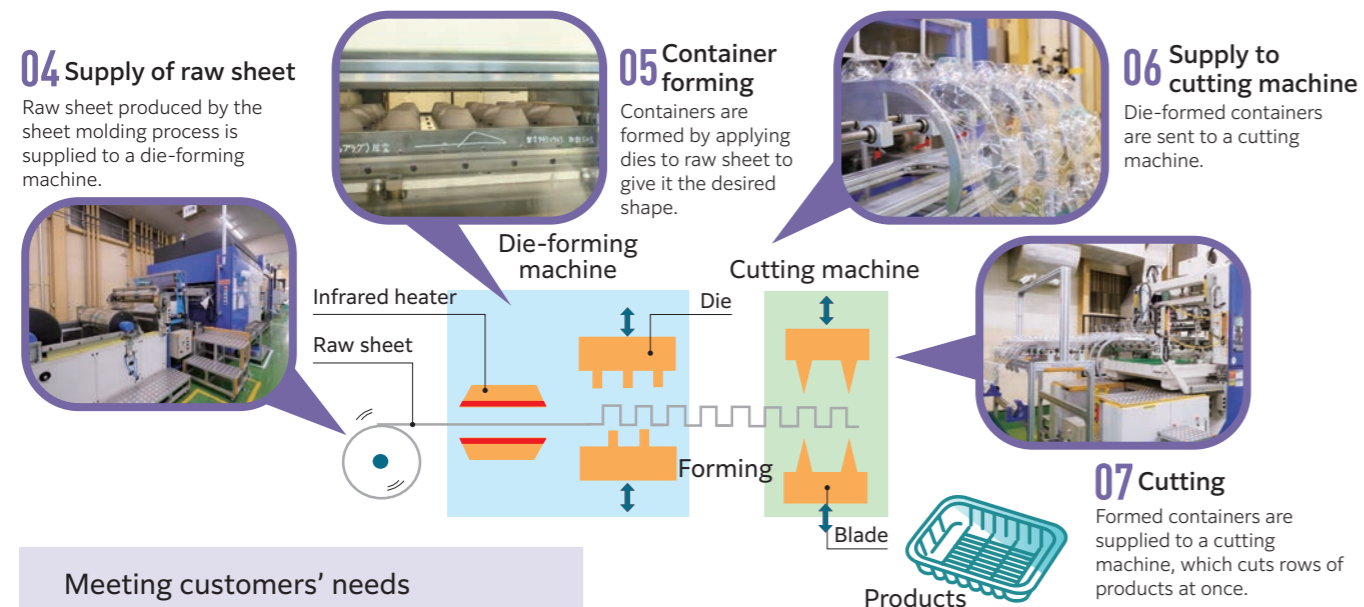 04 Supply of raw sheet
Raw sheet produced by the
sheet molding process is
supplied to a die-forming
machine.
05 Container
forming
Containers are
formed by applying
dies to raw sheet to
give it the desired
shape.
06 Supply to
cutting machine
Die-formed containers
are sent to a cutting
machine.
Die-forming
machine
Cutting machine
Infrared heater
Die
Raw sheet
Forming
Blade
Products
07 Cutting
Formed containers are
supplied to a cutting
machine, which cuts rows of
products at once.
Meeting customers’ needs